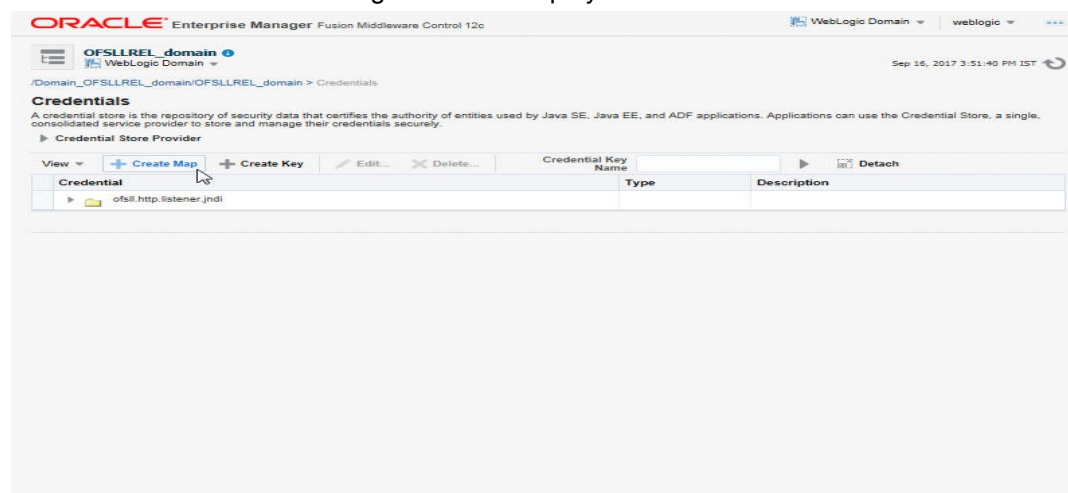 ORACLE Enterprise Manager Fusion Middleware Control 12c
WebLogic Domain
weblogic
OFSLLREL_domain
WebLogic Domain
Sep 16, 2017 3:51:40 PM IST
/Domain_OFSLLREL_domain/OFSLLREL_domain > Credentials
Credentials
A credential store is the repository of security data that certifies the authority of entities used by Java SE, Java EE, and ADF applications. Applications can use the Credential Store, a single,
consolidated service provider to store and manage their credentials securely.
Credential Store Provider
View
Create Map
Create Key
Edit...
Delete...
Credential Key
Name
Detach
Credential
Type
Description
ofsll.http.listener.jndi